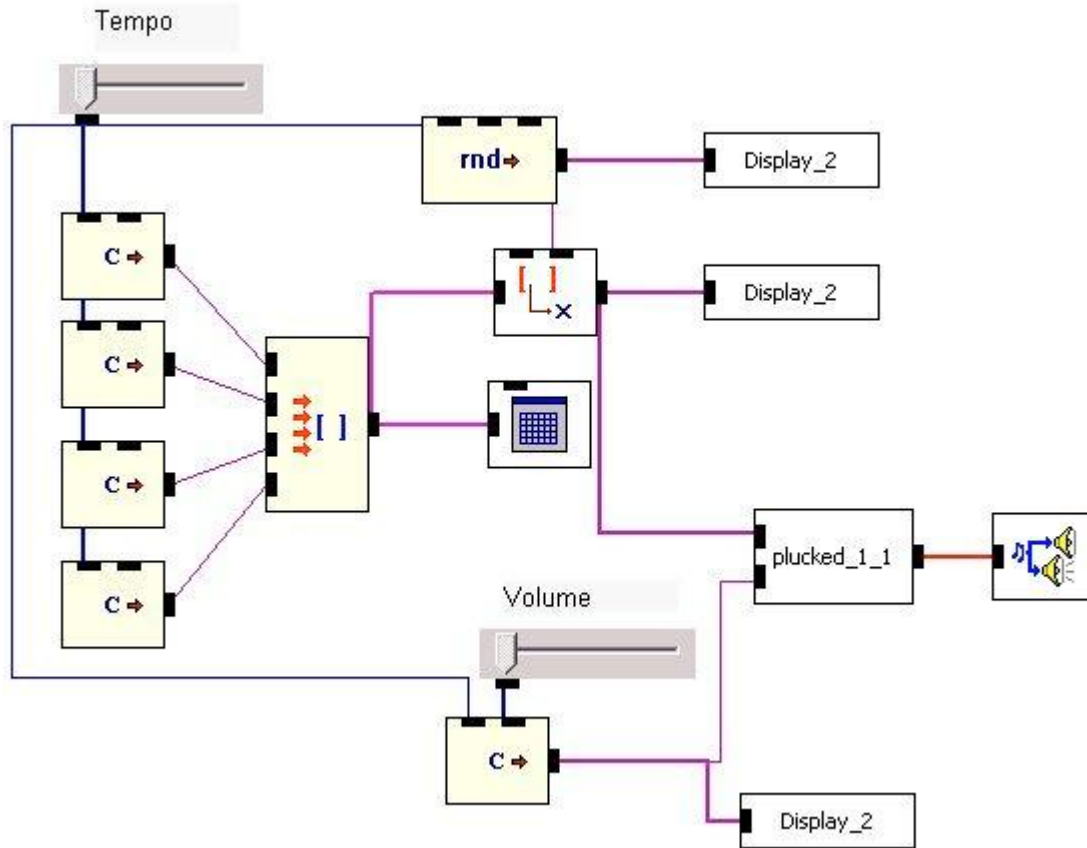 Tempo
rnd
Display_2
C
[ ]
x
Display_2
C
[ ]
C
plucked_1_1
C
Volume
C
Display_2